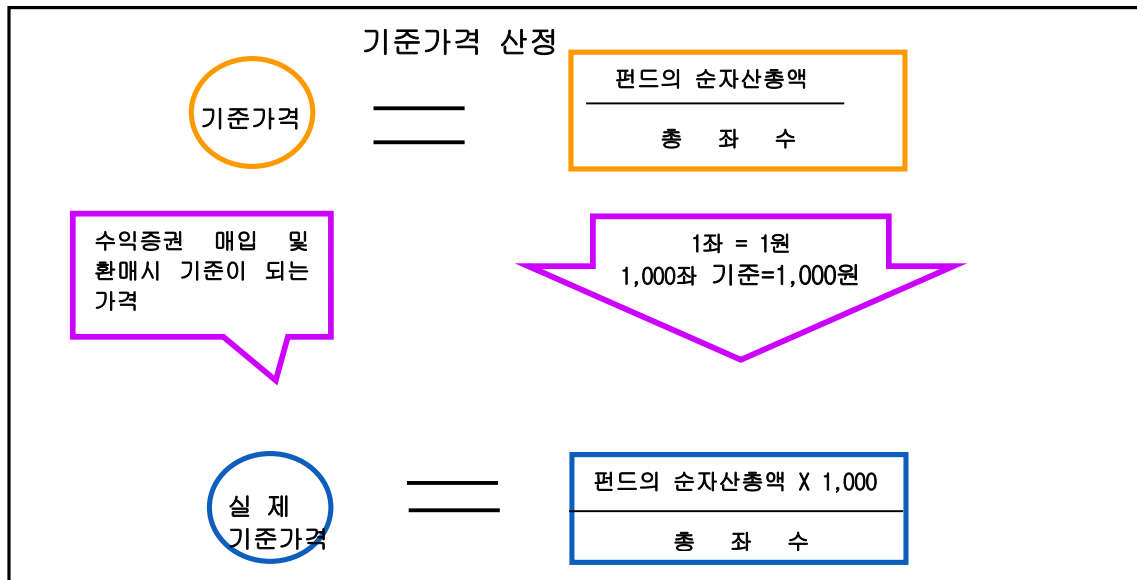 기준가격 산정
기준가격
펀드의 순자산총액
총 좌 수
수익증권 매입 및
환매시 기준이 되는
가격
1좌 = 1원
1,000좌 기준=1,000원
실 제
기준가격
펀드의 순자산총액 X 1,000
총 좌 수